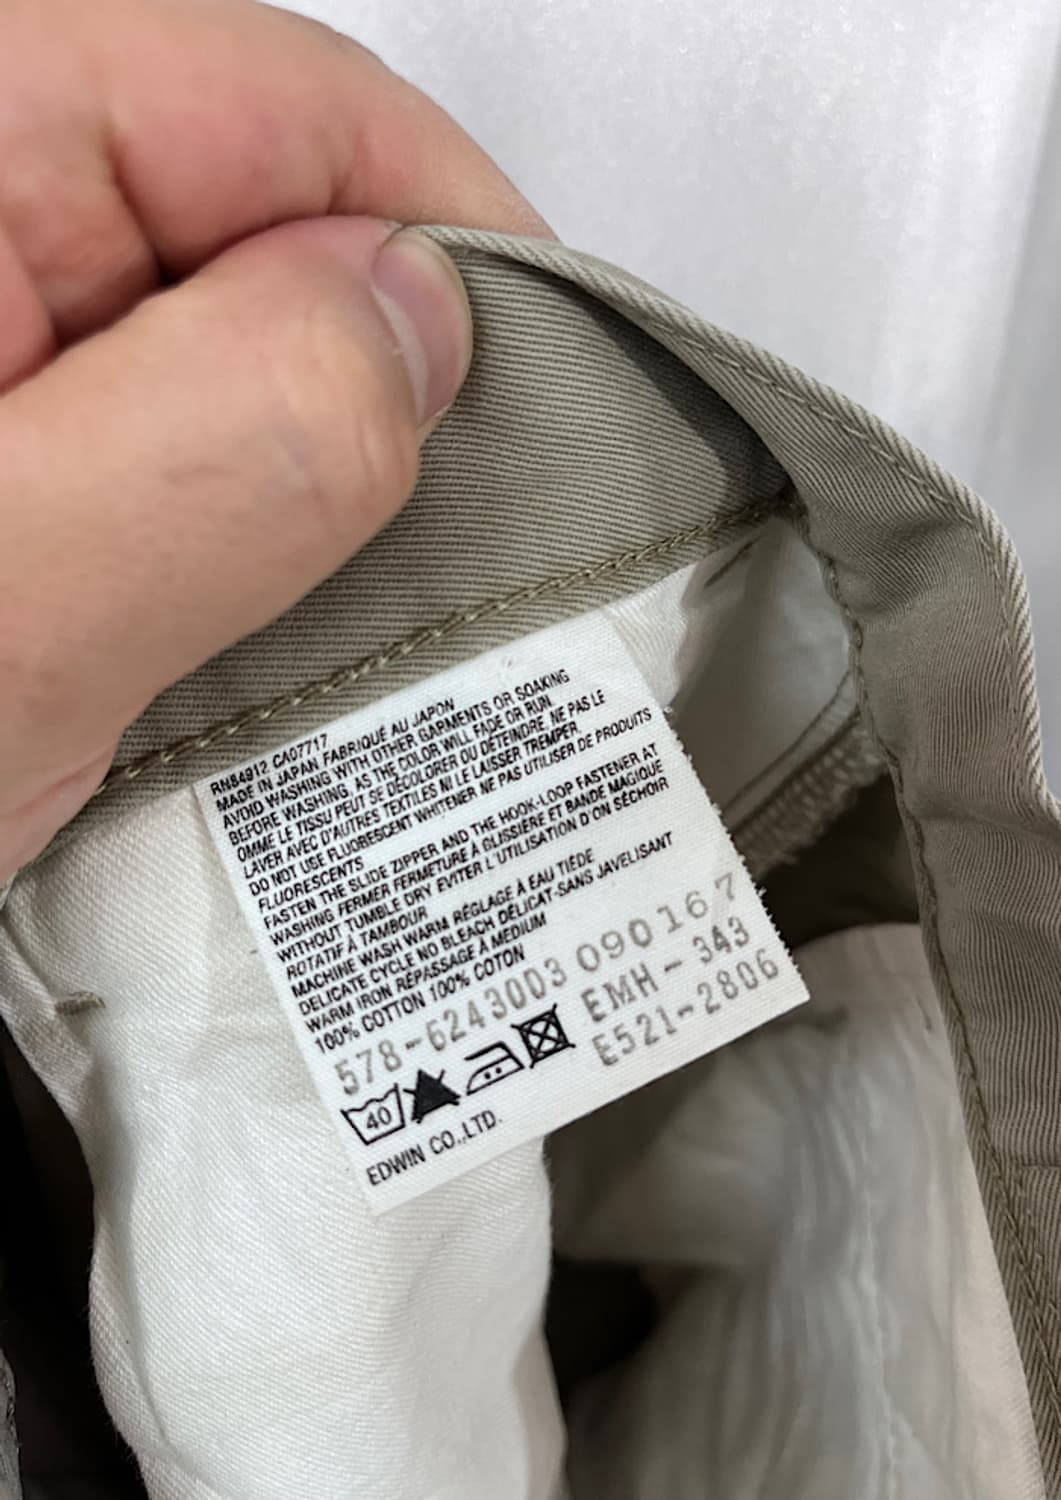 RN84912 CA07717
MADE IN JAPAN FABRIQUÉ AU JAPON
AVOID WASHING WITH OTHER GARMENTS OR SOAKING
BEFORE WASHING, AS THE COLOR WILL FADE OR RUN.
OMME LE TISSU PEUT SE DÉCOLORER OU DÉTEINDRE, NE PAS LE
LAVER AVEC D'AUTRES TEXTILES NI LE LAISSER TREMPER.
DO NOT USE FLUORESCENT WHITENER NE PAS UTILISER DE PRODUITS
FLUORESCENTS
FASTEN THE SLIDE ZIPPER AND THE HOOK-LOOP FASTENER AT
WASHING FERMER FERMETURE À GLISSIÈRE ET BANDE MAGIQUE
WITHOUT TUMBLE DRY EVITER L'UTILISATION D'ON SÉCHOIR
ROTATIF À TAMBOUR
MACHINE WASH WARM RÉGLAGE À EAU TIÈDE
DELICATE CYCLE NO BLEACH DÉLICAT-SANS JAVELISANT
WARM IRON RÉPASSAGE À MEDIUM
100% COTTON 100% COTON
578-6243003 090167
EMH-343
E521-2806
40
EDWIN CO.,LTD.